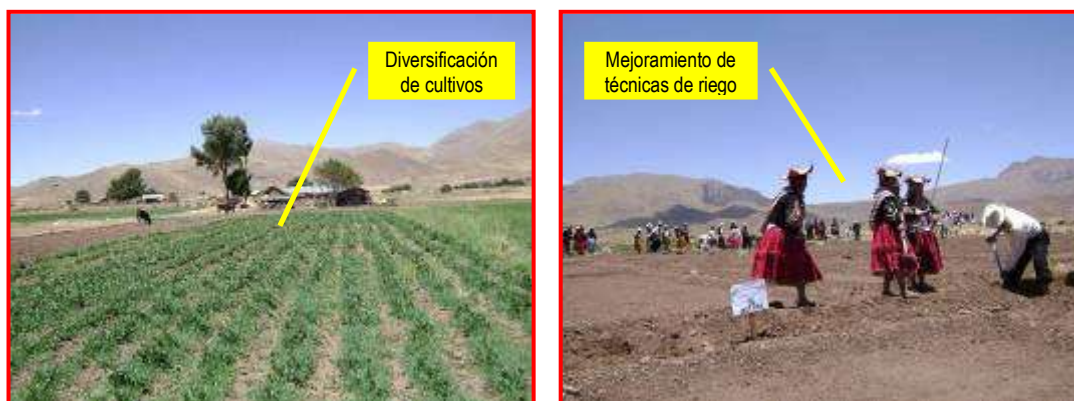 Diversificación
de cultivos
Mejoramiento de
técnicas de riego